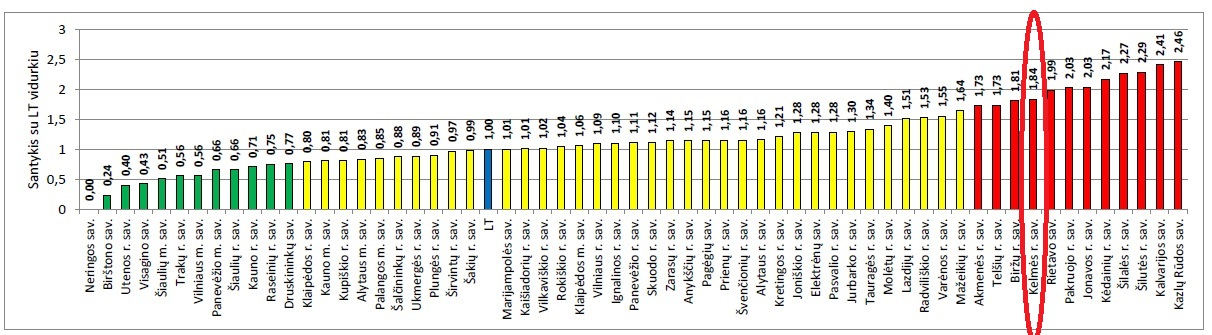 Santykis su LT vidurkiu
3
2,5
2
1,5
1
0,5
0
0,00
0,24
0,40
0,43
0,51
0,56
0,56
0,66
0,66
0,71
0,75
0,77
0,80
0,81
0,81
0,83
0,85
0,88
0,89
0,91
0,97
0,99
1,00
1,01
1,01
1,02
1,04
1,06
1,09
1,10
1,11
1,12
1,14
1,15
1,15
1,16
1,16
1,16
1,21
1,28
1,28
1,28
1,30
1,34
1,40
1,51
1,53
1,55
1,64
1,73
1,73
1,81
1,84
1,99
2,03
2,03
2,17
2,27
2,29
2,41
2,46
Neringos sav.
Birštono sav.
Utenos r. sav.
Visagino sav.
Šiaulių m. sav.
Trakų r. sav.
Vilniaus m. sav.
Panevėžio m. sav.
Šiaulių r. sav.
Kauno r. sav.
Raseinių r. sav.
Druskininkų sav.
Klaipėdos r. sav.
Kauno m. sav.
Kupiškio r. sav.
Alytaus m. sav.
Palangos m. sav.
Šalčininkų r. sav.
Ukmergės r. sav.
Plungės r. sav.
Širvintų r. sav.
Šakių r. sav.
LT
Marijampolės sav.
Kaišiadorių r. sav.
Vilkaviškio r. sav.
Rokiškio r. sav.
Klaipėdos m. sav.
Vilniaus r. sav.
Ignalinos r. sav.
Panevėžio r. sav.
Skuodo r. sav.
Zarasų r. sav.
Anykščių r. sav.
Pagėgių sav.
Prienų r. sav.
Švenčionių r. sav.
Alytaus r. sav.
Kretingos r. sav.
Joniškio r. sav.
Elektrėnų sav.
Pasvalio r. sav.
Jurbarko r. sav.
Tauragės r. sav.
Molėtų r. sav.
Lazdijų r. sav.
Radviliškio r. sav.
Varėnos r. sav.
Mažeikių r. sav.
Akmenės r. sav.
Telšių r. sav.
Biržų r. sav.
Kelmės r. sav.
Rietavo sav.
Pakruojo r. sav.
Jonavos r. sav.
Kėdainių r. sav.
Šilalės r. sav.
Šilutės r. sav.
Kalvarijos sav.
Kazlų Rūdos sav.